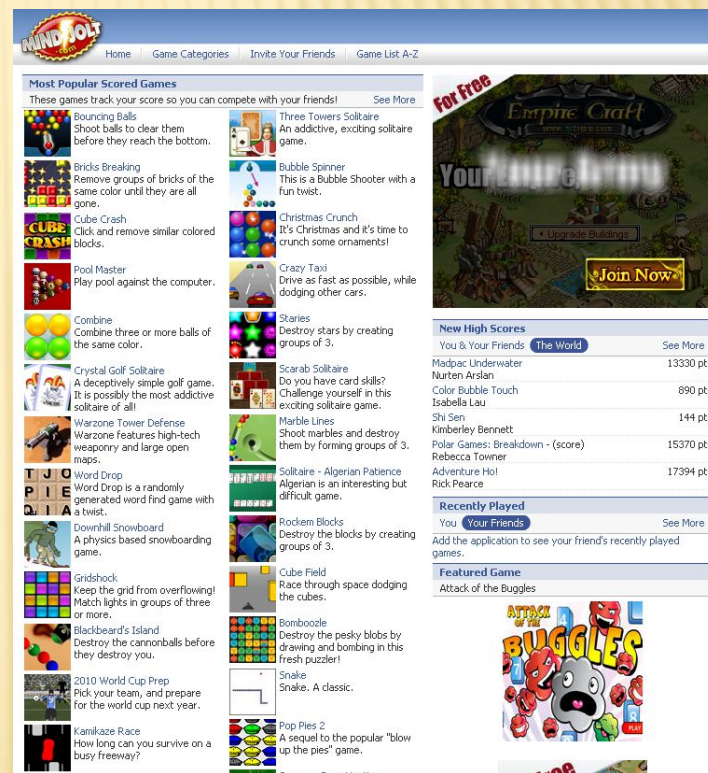 MINDJOLT
.com
Home Game Categories Invite Your Friends Game List A-Z
Most Popular Scored Games
These games track your score so you can compete with your friends! See More
Bouncing Balls
Shoot balls to clear them
before they reach the bottom.
Bricks Breaking
Remove groups of bricks of the
same color until they are all
gone.
CUBE
CRASH
Cube Crash
Click and remove similar colored
blocks.
Pool Master
Play pool against the computer.
Combine
Combine three or more balls of
the same color.
Crystal Golf Solitaire
A deceptively simple golf game.
It is possibly the most addictive
solitaire of all!
Warzone Tower Defense
Warzone features high-tech
weaponry and large open
maps.
T J O
P I E
Q I A
Word Drop
Word Drop is a randomly
generated word find game with
a twist.
Downhill Snowboard
A physics based snowboarding
game.
Gridshock
Keep the grid from overflowing!
Match lights in groups of three
or more.
Blackbeard's Island
Destroy the cannonballs before
they destroy you.
2010 World Cup Prep
Pick your team, and prepare
for the world cup next year.
Kamikaze Race
How long can you survive on a
busy freeway?
Three Towers Solitaire
An addictive, exciting solitaire
game.
Bubble Spinner
This is a Bubble Shooter with a
fun twist.
Christmas Crunch
It's Christmas and it's time to
crunch some ornaments!
Crazy Taxi
Drive as fast as possible, while
dodging other cars.
Staries
Destroy stars by creating
groups of 3.
Scarab Solitaire
Do you have card skills?
Challenge yourself in this
exciting solitaire game.
Marble Lines
Shoot marbles and destroy
them by forming groups of 3.
Solitaire - Algerian Patience
Algerian is an interesting but
difficult game.
Rockem Blocks
Destroy the blocks by creating
groups of 3.
Cube Field
Race through space dodging
the cubes.
Bomboozle
Destroy the pesky blobs by
drawing and bombing in this
fresh puzzler!
Snake
Snake. A classic.
Pop Pies 2
A sequel to the popular "blow
up the pies" game.
For Free
Empire Craft
Your
Upgrade Buildings
Join Now
New High Scores
You & Your Friends The World See More
Madpac Underwater 13330 pt
Nurten Arslan
Color Bubble Touch 890 pt
Isabella Lau
Shi Sen 144 pt
Kimberley Bennett
Polar Games: Breakdown - (score) 15370 pt
Rebecca Towner
Adventure Ho! 17394 pt
Rick Pearce
Recently Played
You Your Friends See More
Add the application to see your friend's recently played
games.
Featured Game
Attack of the Buggles
ATTACK
OF THE
BUGGLES
PLAY